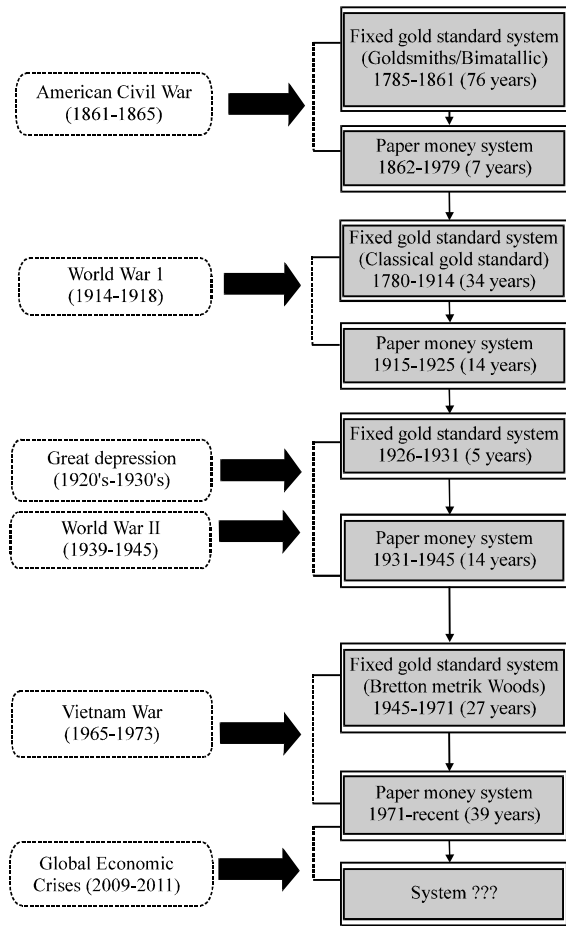 Fixed gold standard system
(Goldsmiths/Bimatallic)
1785-1861 (76 years)
American Civil War
(1861-1865)
Paper money system
1862-1979 (7 years)
Fixed gold standard system
(Classical gold standard)
1780-1914 (34 years)
World War 1
(1914-1918)
Paper money system
1915-1925 (14 years)
Fixed gold standard system
1926-1931 (5 years)
Great depression
(1920's-1930's)
World War II
(1939-1945)
Paper money system
1931-1945 (14 years)
Fixed gold standard system
(Bretton metrik Woods)
1945-1971 (27 years)
Vietnam War
(1965-1973)
Paper money system
1971-recent (39 years)
Global Economic
Crises (2009-2011)
System ???